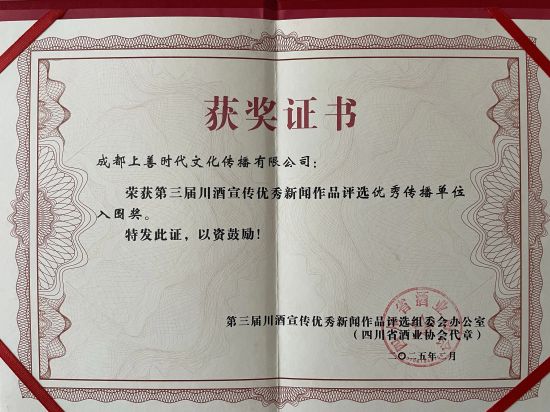 获奖证书
成都上善时代文化传播有限公司：
荣获第三届川酒宣传优秀新闻作品评选优秀传播单位
入围奖。
特发此证，以资鼓励！
第三届川酒宣传优秀新闻作品评选组委会办公室
（四川省酒业协会代章）
二〇二五年 月